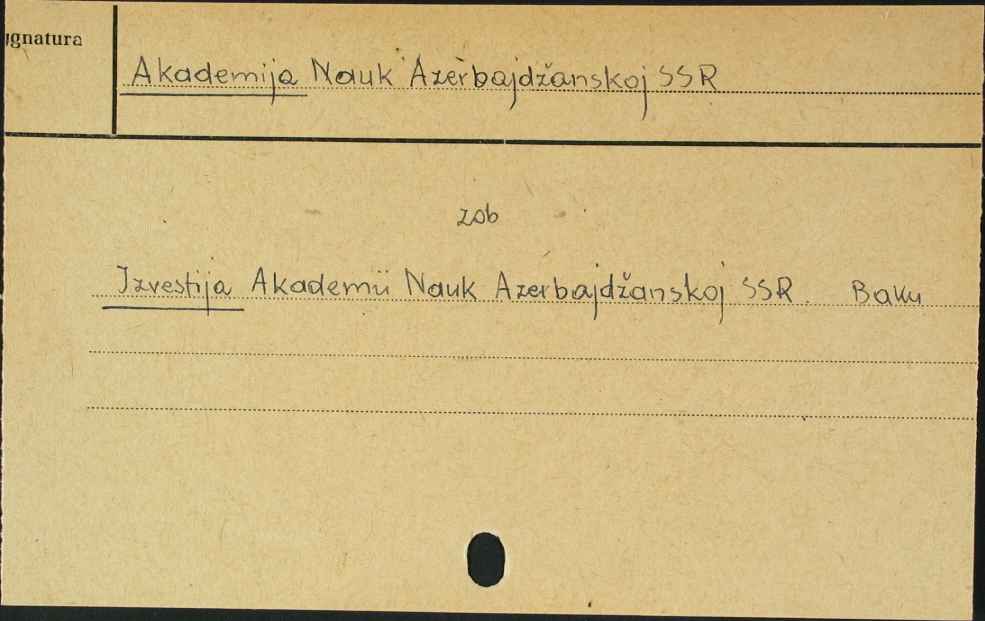 ignatura
Akademija Nauk Azerbajdžanskoj SSR
zob
Izvestija Akademii Nauk Azerbajdžanskoj SSR. Baku